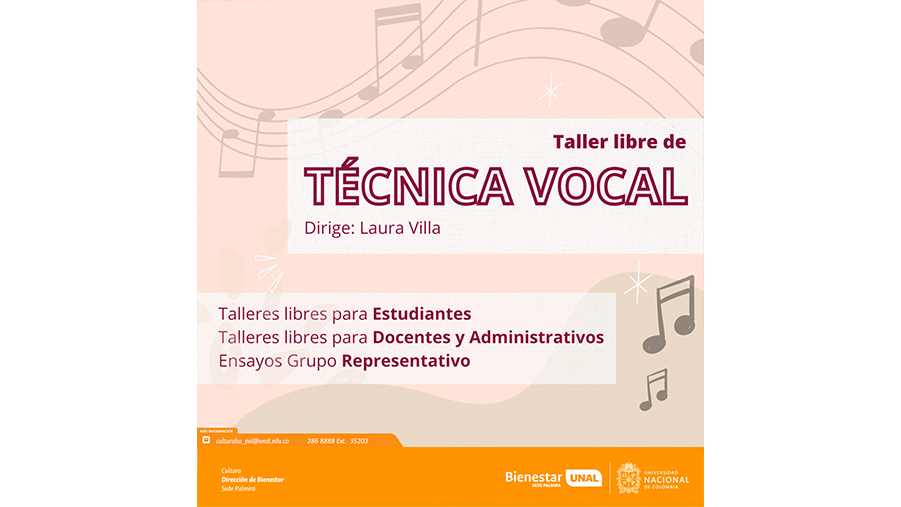 Taller libre de
TÉCNICA VOCAL
Dirige: Laura Villa
Talleres libres para Estudiantes
Talleres libres para Docentes y Administrativos
Ensayos Grupo Representativo
MÁS INFORMACIÓN
culturabu_pal@unal.edu.co 286 8888 Ext. 35203
Cultura
Dirección de Bienestar
Sede Palmira
Bienestar UNAL
SEDE PALMIRA
UNIVERSIDAD
NACIONAL
DE COLOMBIA